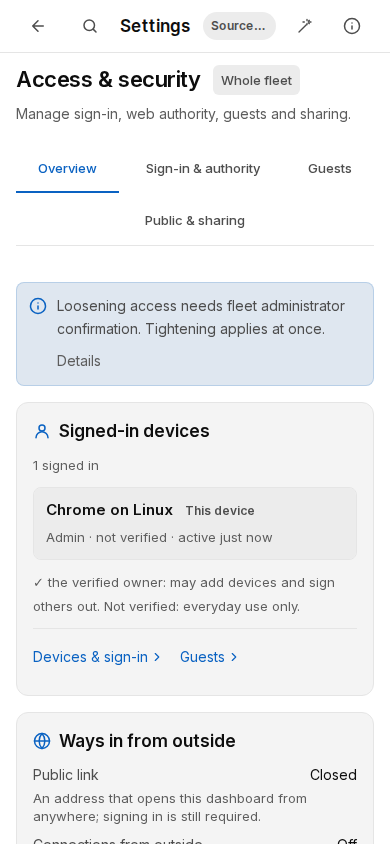 Settings
Source...
Access & security
Whole fleet
Manage sign-in, web authority, guests and sharing.
Overview
Sign-in & authority
Guests
Public & sharing
Loosening access needs fleet administrator
confirmation. Tightening applies at once.
Details
Signed-in devices
1 signed in
Chrome on Linux This device
Admin · not verified · active just now
✓ the verified owner: may add devices and sign
others out. Not verified: everyday use only.
Devices & sign-in
Guests
Ways in from outside
Public link Closed
An address that opens this dashboard from
anywhere; signing in is still required.
Connections from outside Off